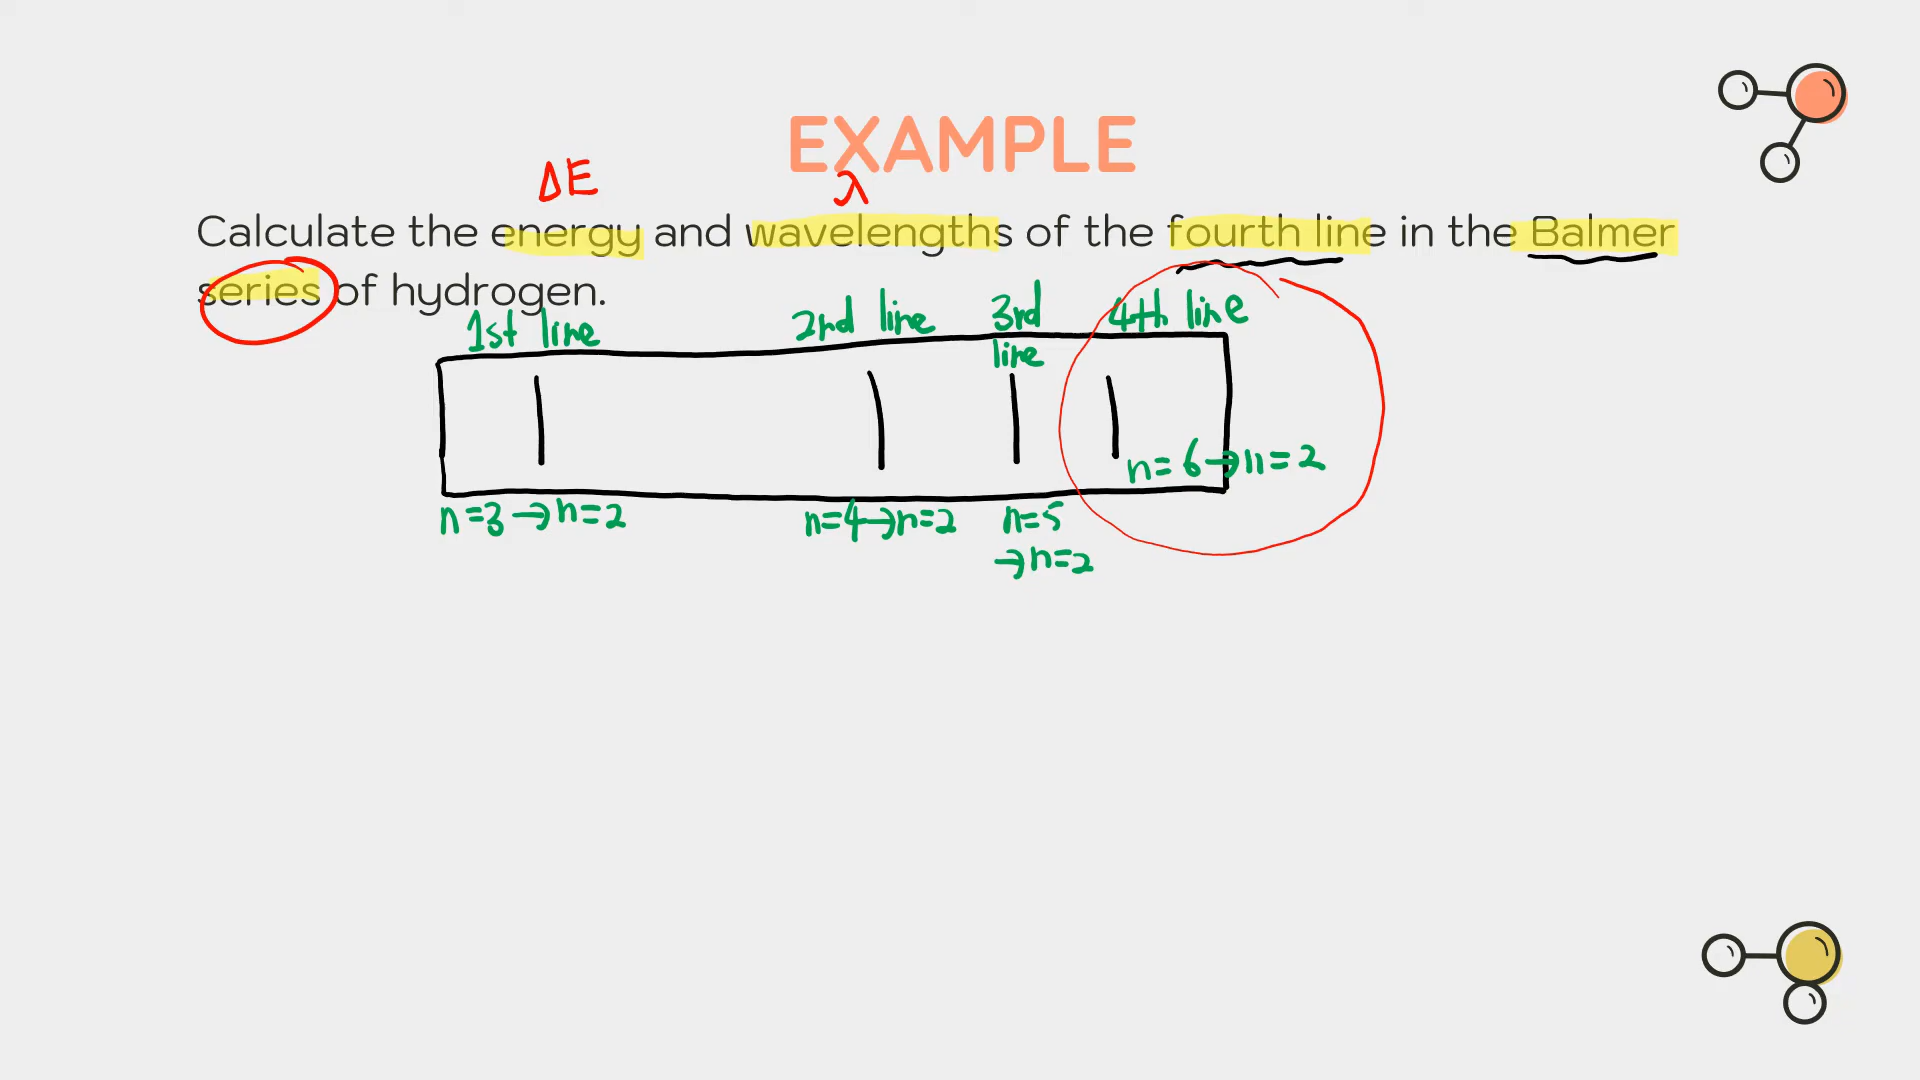 EXAMPLE
ΔE
λ
Calculate the energy and wavelengths of the fourth line in the Balmer
series of hydrogen.
1st line
2nd line
3rd
line
4th line
n=3→n=2
n=4→n=2
n=5
→n=2
n=6→n=2